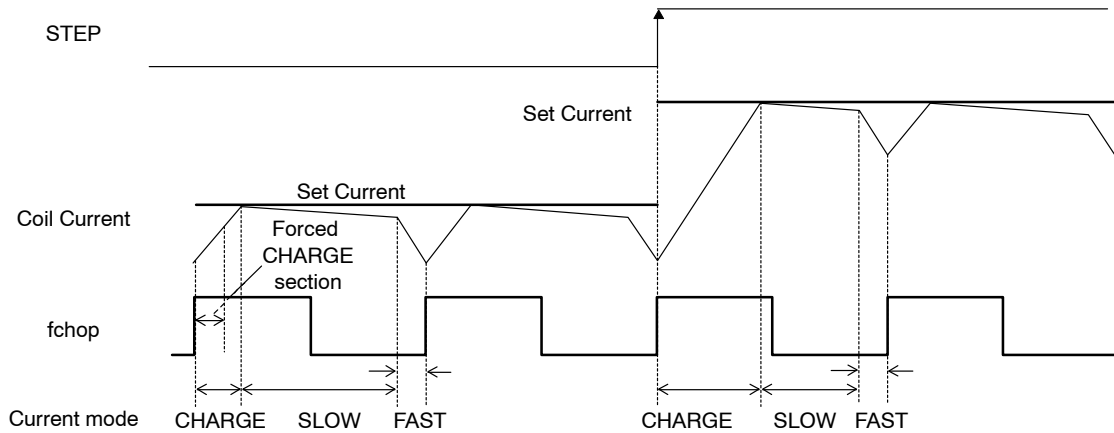 STEP
Set Current
Set Current
Coil Current
Forced
CHARGE
section
fchop
Current mode
CHARGE SLOW FAST CHARGE SLOW FAST